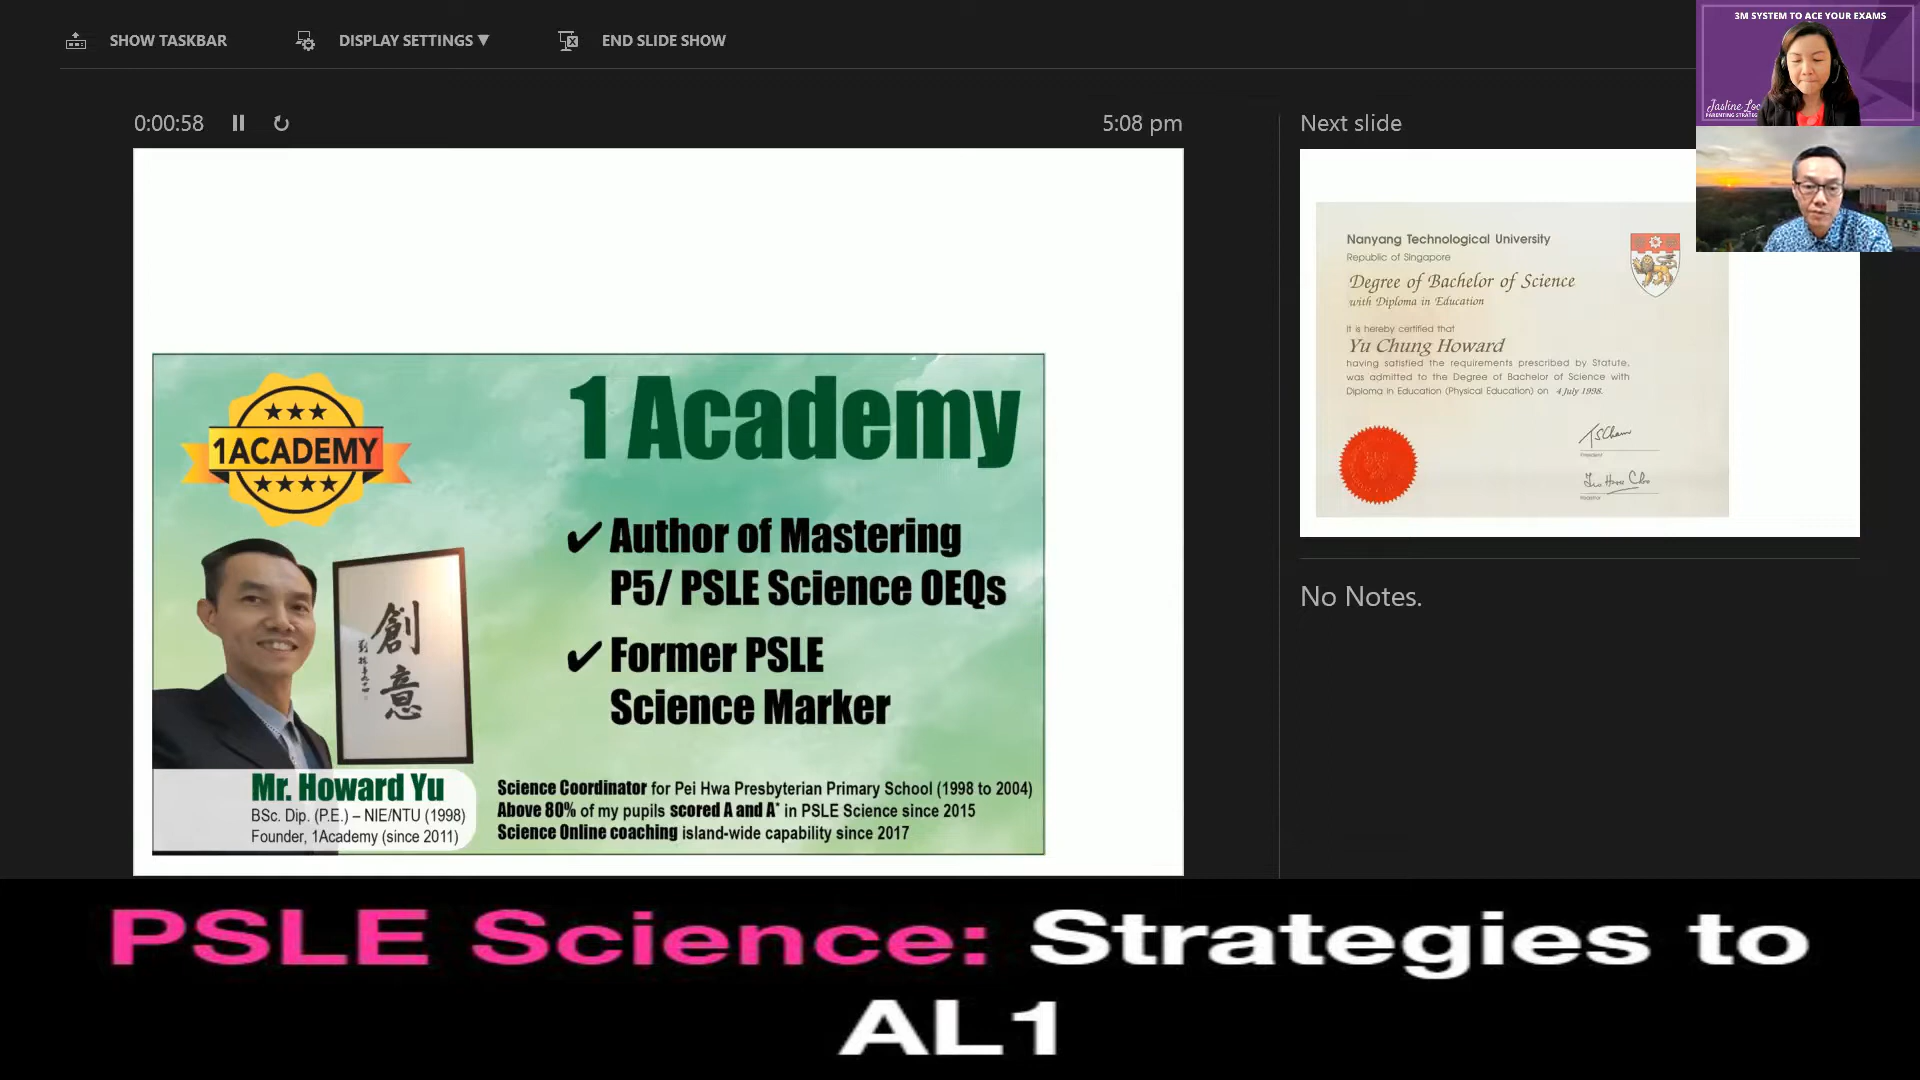 SHOW TASKBAR
DISPLAY SETTINGS ▼
END SLIDE SHOW
3M SYSTEM TO ACE YOUR EXAMS
Jasline Loo
PARENTING STRATEG
0:00:58
5:08 pm
Next slide
1ACADEMY
1 Academy
✔ Author of Mastering
P5/ PSLE Science OEQs
✔ Former PSLE
Science Marker
創
意
Mr. Howard Yu
BSc. Dip. (P.E.) – NIE/NTU (1998)
Founder, 1Academy (since 2011)
Science Coordinator for Pei Hwa Presbyterian Primary School (1998 to 2004)
Above 80% of my pupils scored A and A* in PSLE Science since 2015
Science Online coaching island-wide capability since 2017
Nanyang Technological University
Republic of Singapore
Degree of Bachelor of Science
with Diploma in Education
It is hereby certified that
Yu Chung Howard
having satisfied the requirements prescribed by Statute,
was admitted to the Degree of Bachelor of Science with
Diploma in Education (Physical Education) on 4 July 1998.
President
Registrar
No Notes.
PSLE Science: Strategies to
AL1